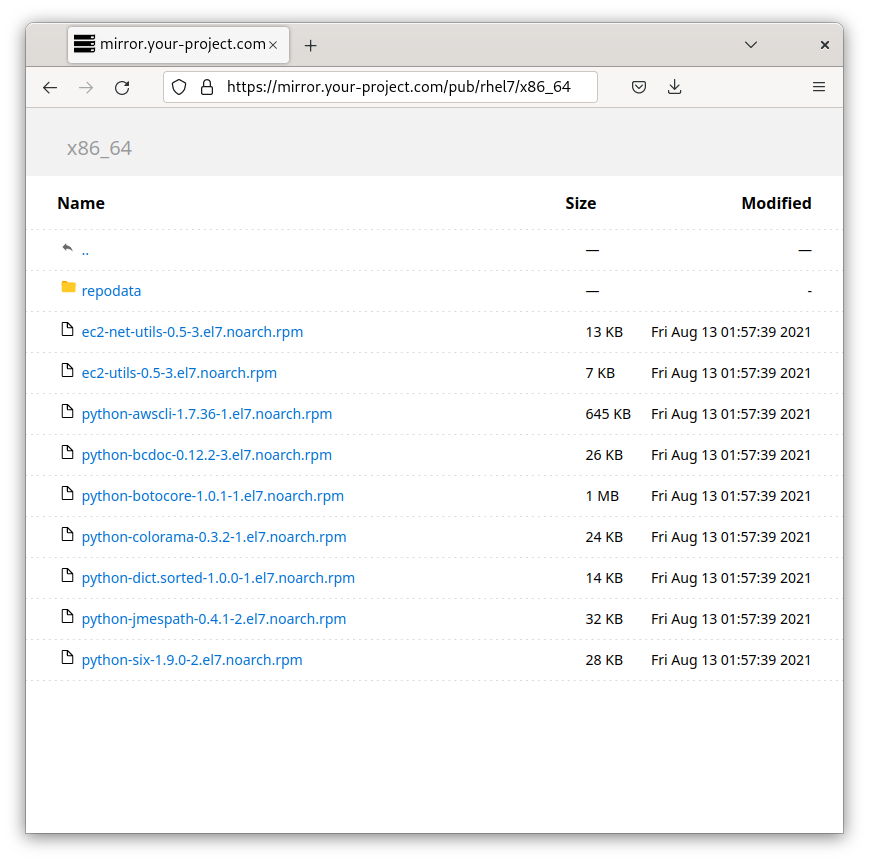 mirror.your-project.com
https://mirror.your-project.com/pub/rhel7/x86_64
x86_64
Name Size Modified
.. — —
repodata — -
ec2-net-utils-0.5-3.el7.noarch.rpm 13 KB Fri Aug 13 01:57:39 2021
ec2-utils-0.5-3.el7.noarch.rpm 7 KB Fri Aug 13 01:57:39 2021
python-awscli-1.7.36-1.el7.noarch.rpm 645 KB Fri Aug 13 01:57:39 2021
python-bcdoc-0.12.2-3.el7.noarch.rpm 26 KB Fri Aug 13 01:57:39 2021
python-botocore-1.0.1-1.el7.noarch.rpm 1 MB Fri Aug 13 01:57:39 2021
python-colorama-0.3.2-1.el7.noarch.rpm 24 KB Fri Aug 13 01:57:39 2021
python-dict.sorted-1.0.0-1.el7.noarch.rpm 14 KB Fri Aug 13 01:57:39 2021
python-jmespath-0.4.1-2.el7.noarch.rpm 32 KB Fri Aug 13 01:57:39 2021
python-six-1.9.0-2.el7.noarch.rpm 28 KB Fri Aug 13 01:57:39 2021